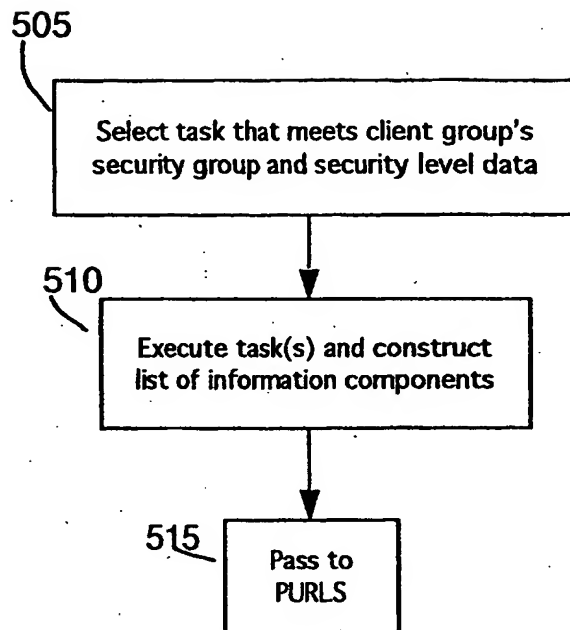 505
Select task that meets client group's
security group and security level data
510
Execute task(s) and construct
list of information components
515
Pass to
PURLS